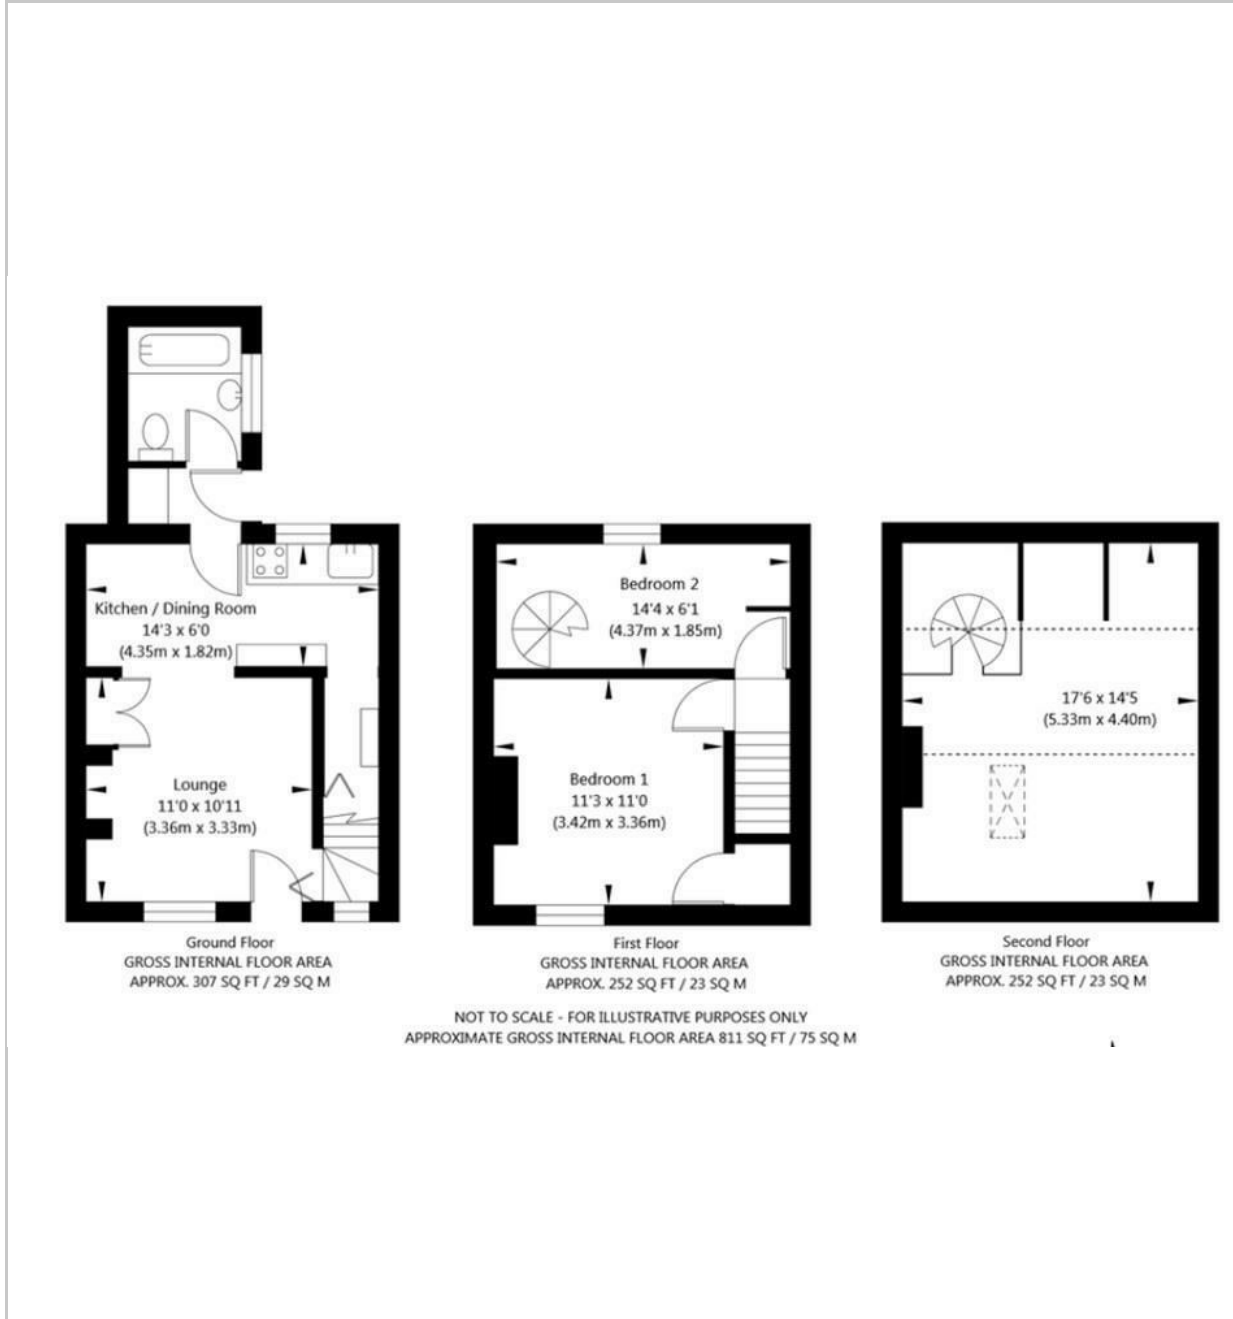 Kitchen / Dining Room
14'3 x 6'0
(4.35m x 1.82m)
Lounge
11'0 x 10'11
(3.36m x 3.33m)
Ground Floor
GROSS INTERNAL FLOOR AREA
APPROX. 307 SQ FT / 29 SQ M
Bedroom 2
14'4 x 6'1
(4.37m x 1.85m)
Bedroom 1
11'3 x 11'0
(3.42m x 3.36m)
First Floor
GROSS INTERNAL FLOOR AREA
APPROX. 252 SQ FT / 23 SQ M
17'6 x 14'5
(5.33m x 4.40m)
Second Floor
GROSS INTERNAL FLOOR AREA
APPROX. 252 SQ FT / 23 SQ M
NOT TO SCALE - FOR ILLUSTRATIVE PURPOSES ONLY
APPROXIMATE GROSS INTERNAL FLOOR AREA 811 SQ FT / 75 SQ M